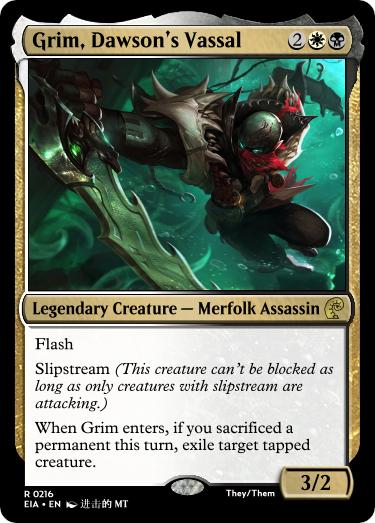 Grim, Dawson's Vassal 2
Legendary Creature — Merfolk Assassin
Flash
Slipstream (This creature can't be blocked as
long as only creatures with slipstream are
attacking.)
When Grim enters, if you sacrificed a
permanent this turn, exile target tapped
creature.
3/2
R 0216
EIA • EN 进击的 MT
They/Them